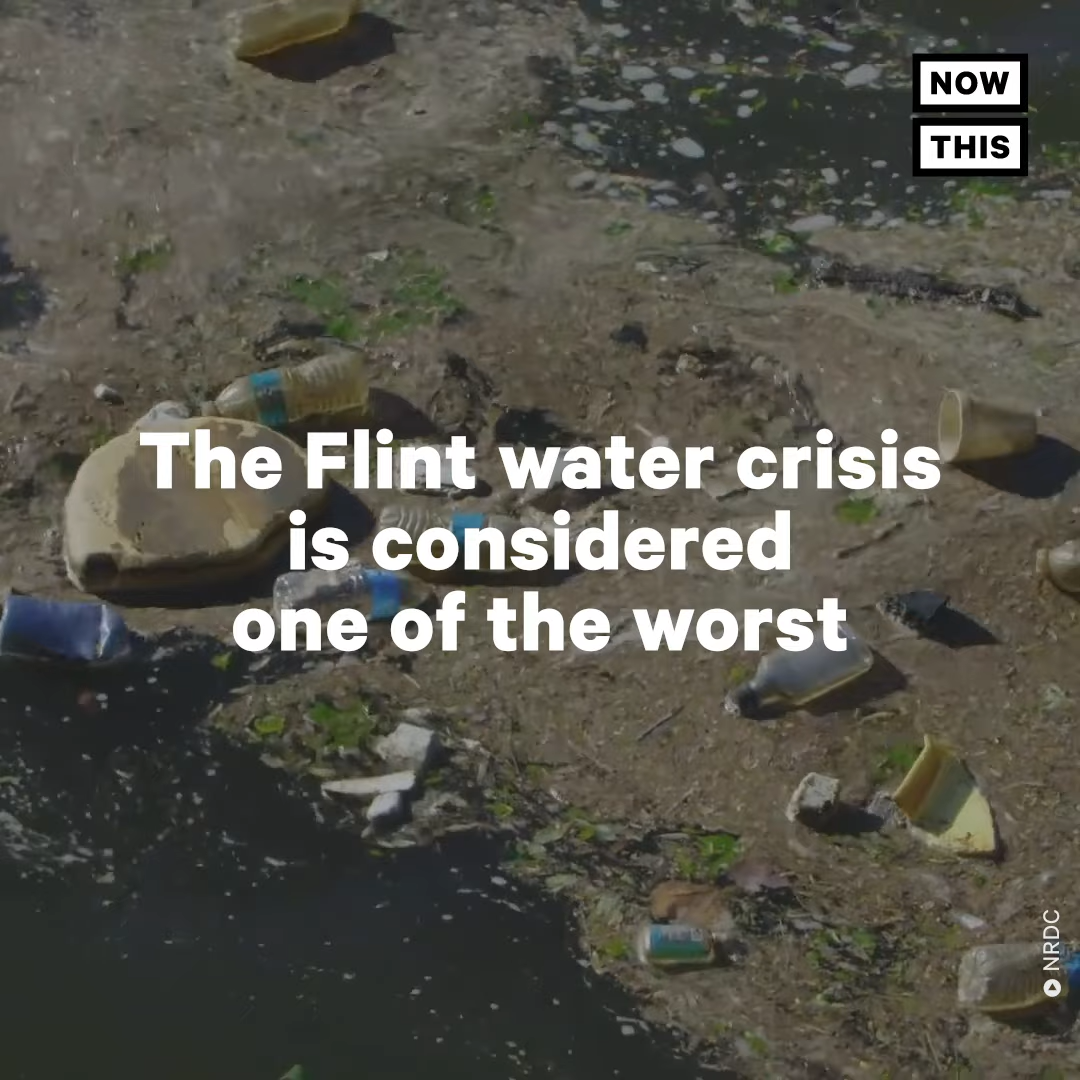 NOW
THIS
The Flint water crisis
is considered
one of the worst
NRDC